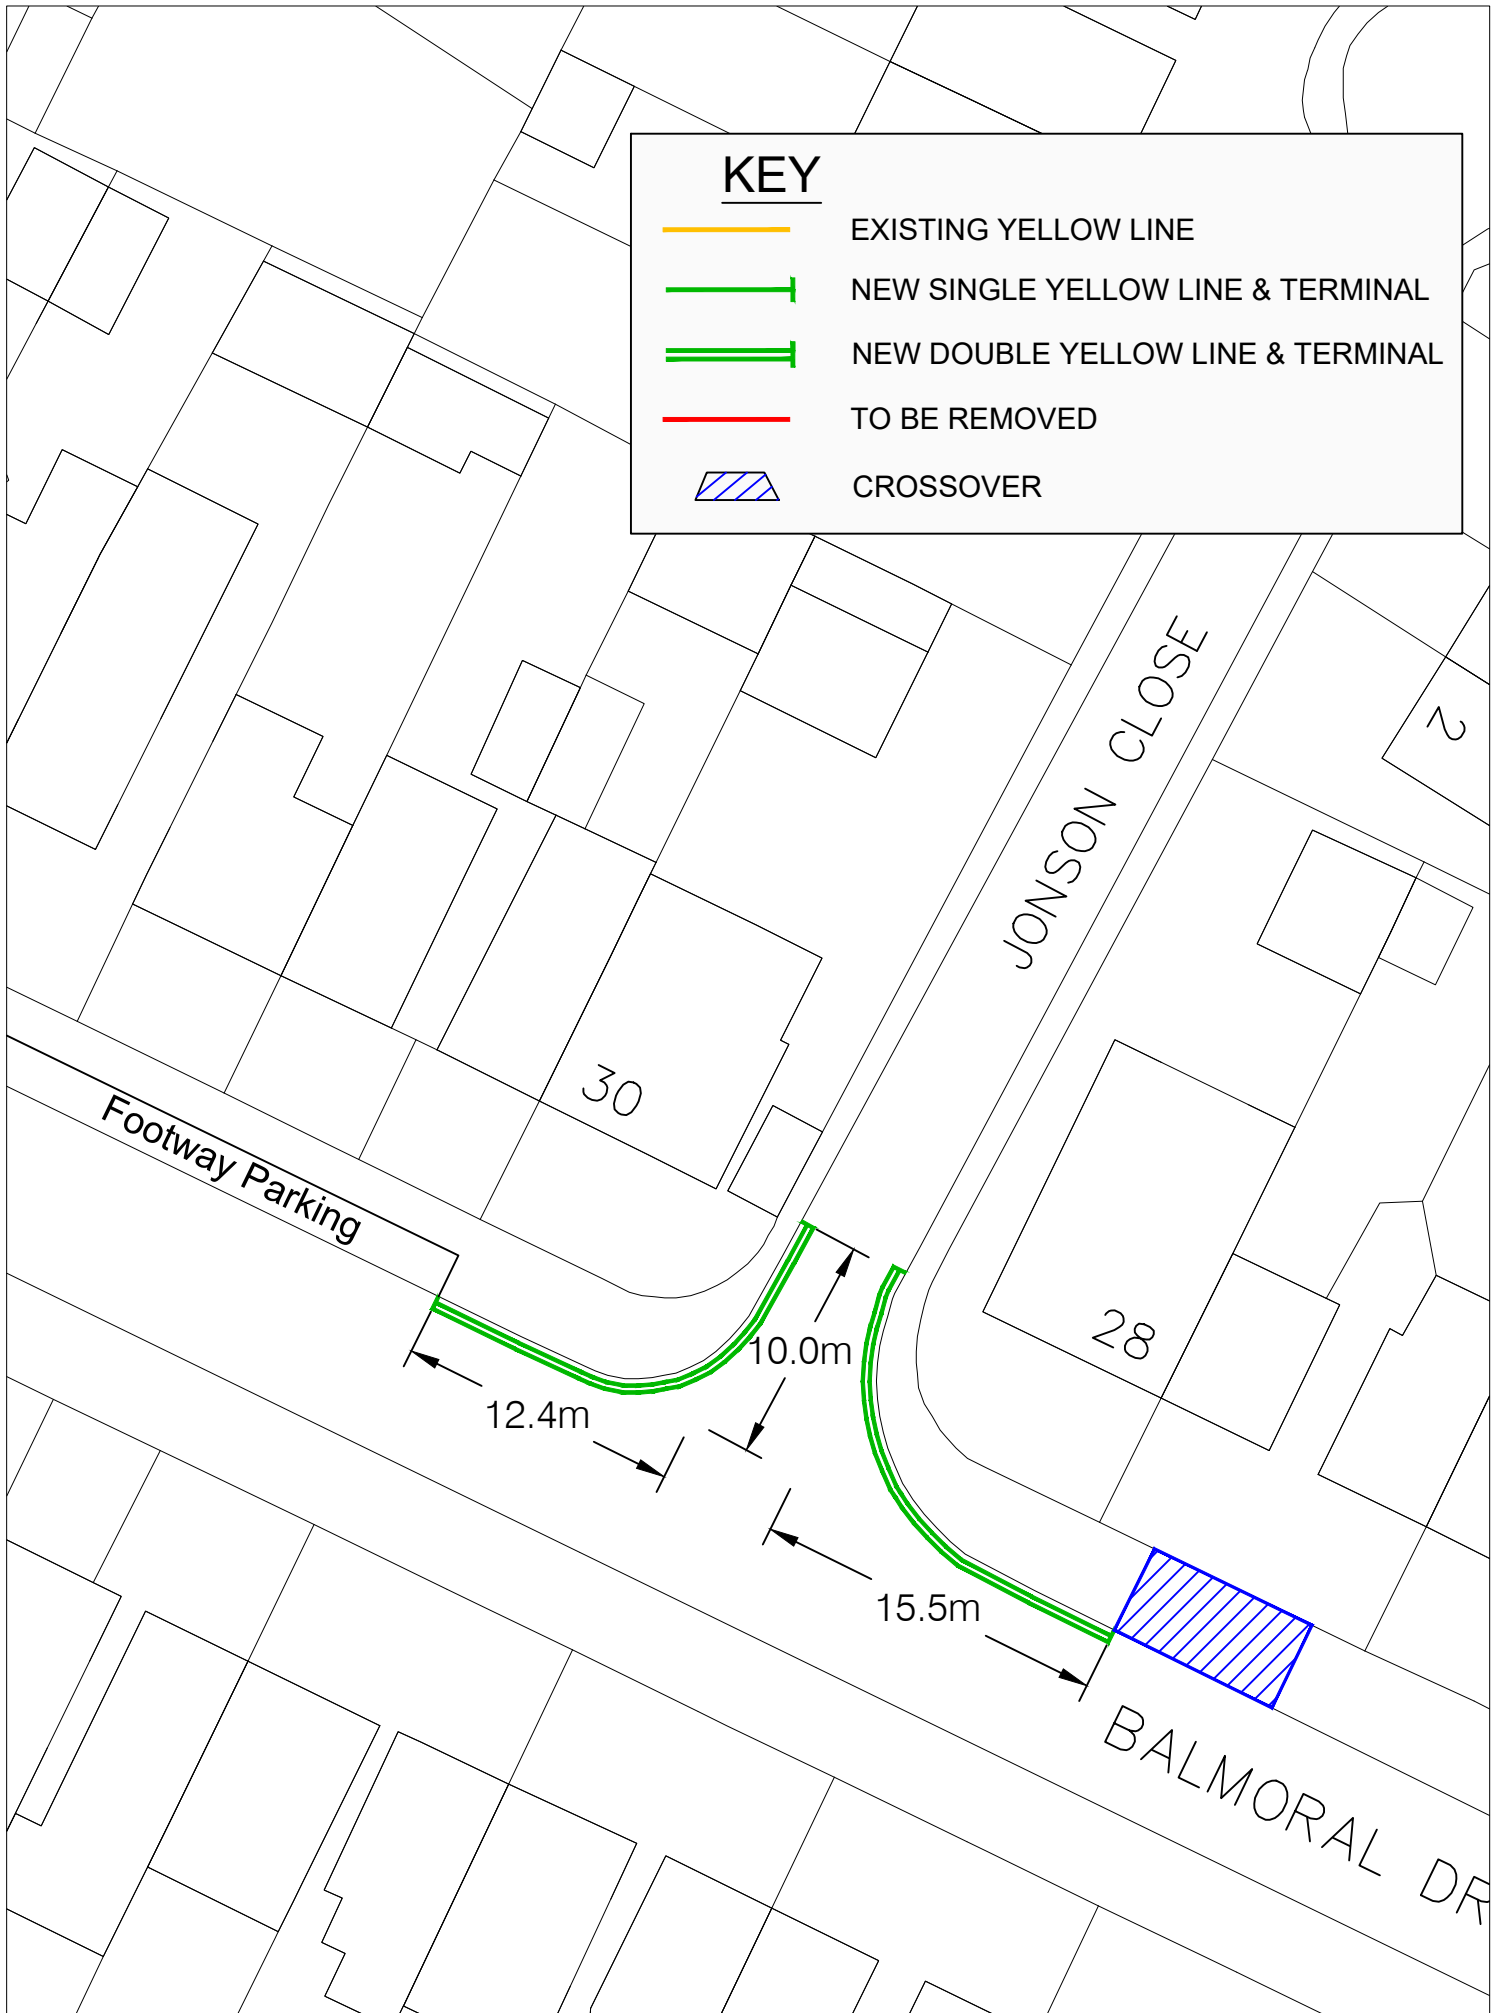 KEY
EXISTING YELLOW LINE
NEW SINGLE YELLOW LINE & TERMINAL
NEW DOUBLE YELLOW LINE & TERMINAL
TO BE REMOVED
CROSSOVER
JONSON CLOSE
2
30
Footway Parking
28
10.0m
12.4m
15.5m
BALMORAL DR